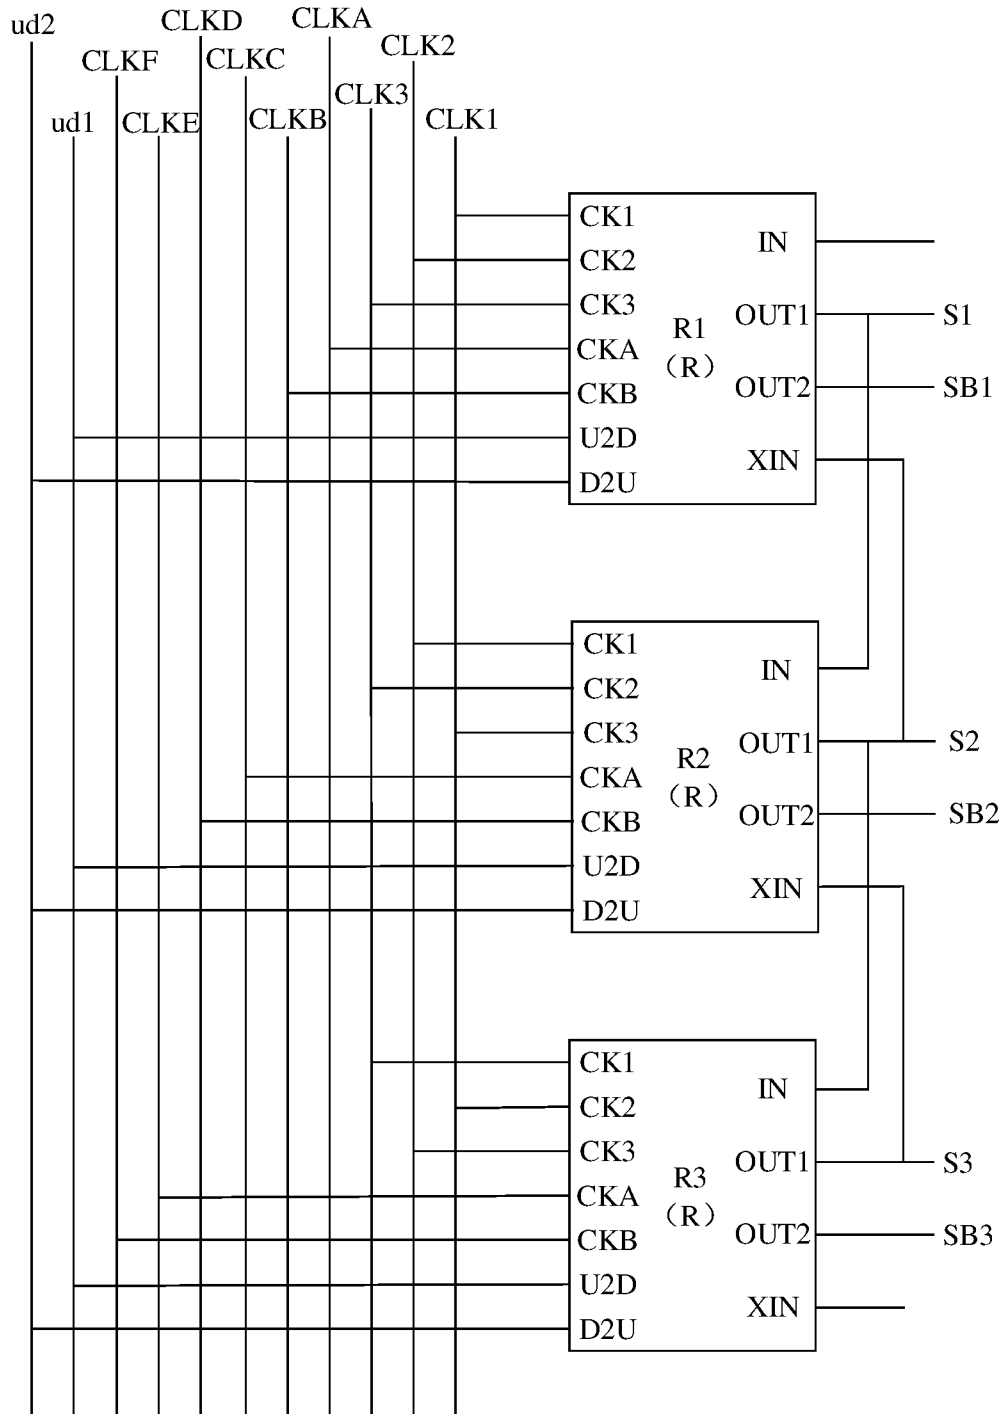 ud2
CLKD
CLKA
CLKF
CLKC
CLK2
ud1
CLKE
CLKB
CLK3
CLK1
CK1
CK2
CK3
CKA
CKB
U2D
D2U
R1
（R）
IN
OUT1
OUT2
XIN
S1
SB1
CK1
CK2
CK3
CKA
CKB
U2D
D2U
R2
（R）
IN
OUT1
OUT2
XIN
S2
SB2
CK1
CK2
CK3
CKA
CKB
U2D
D2U
R3
（R）
IN
OUT1
OUT2
XIN
S3
SB3